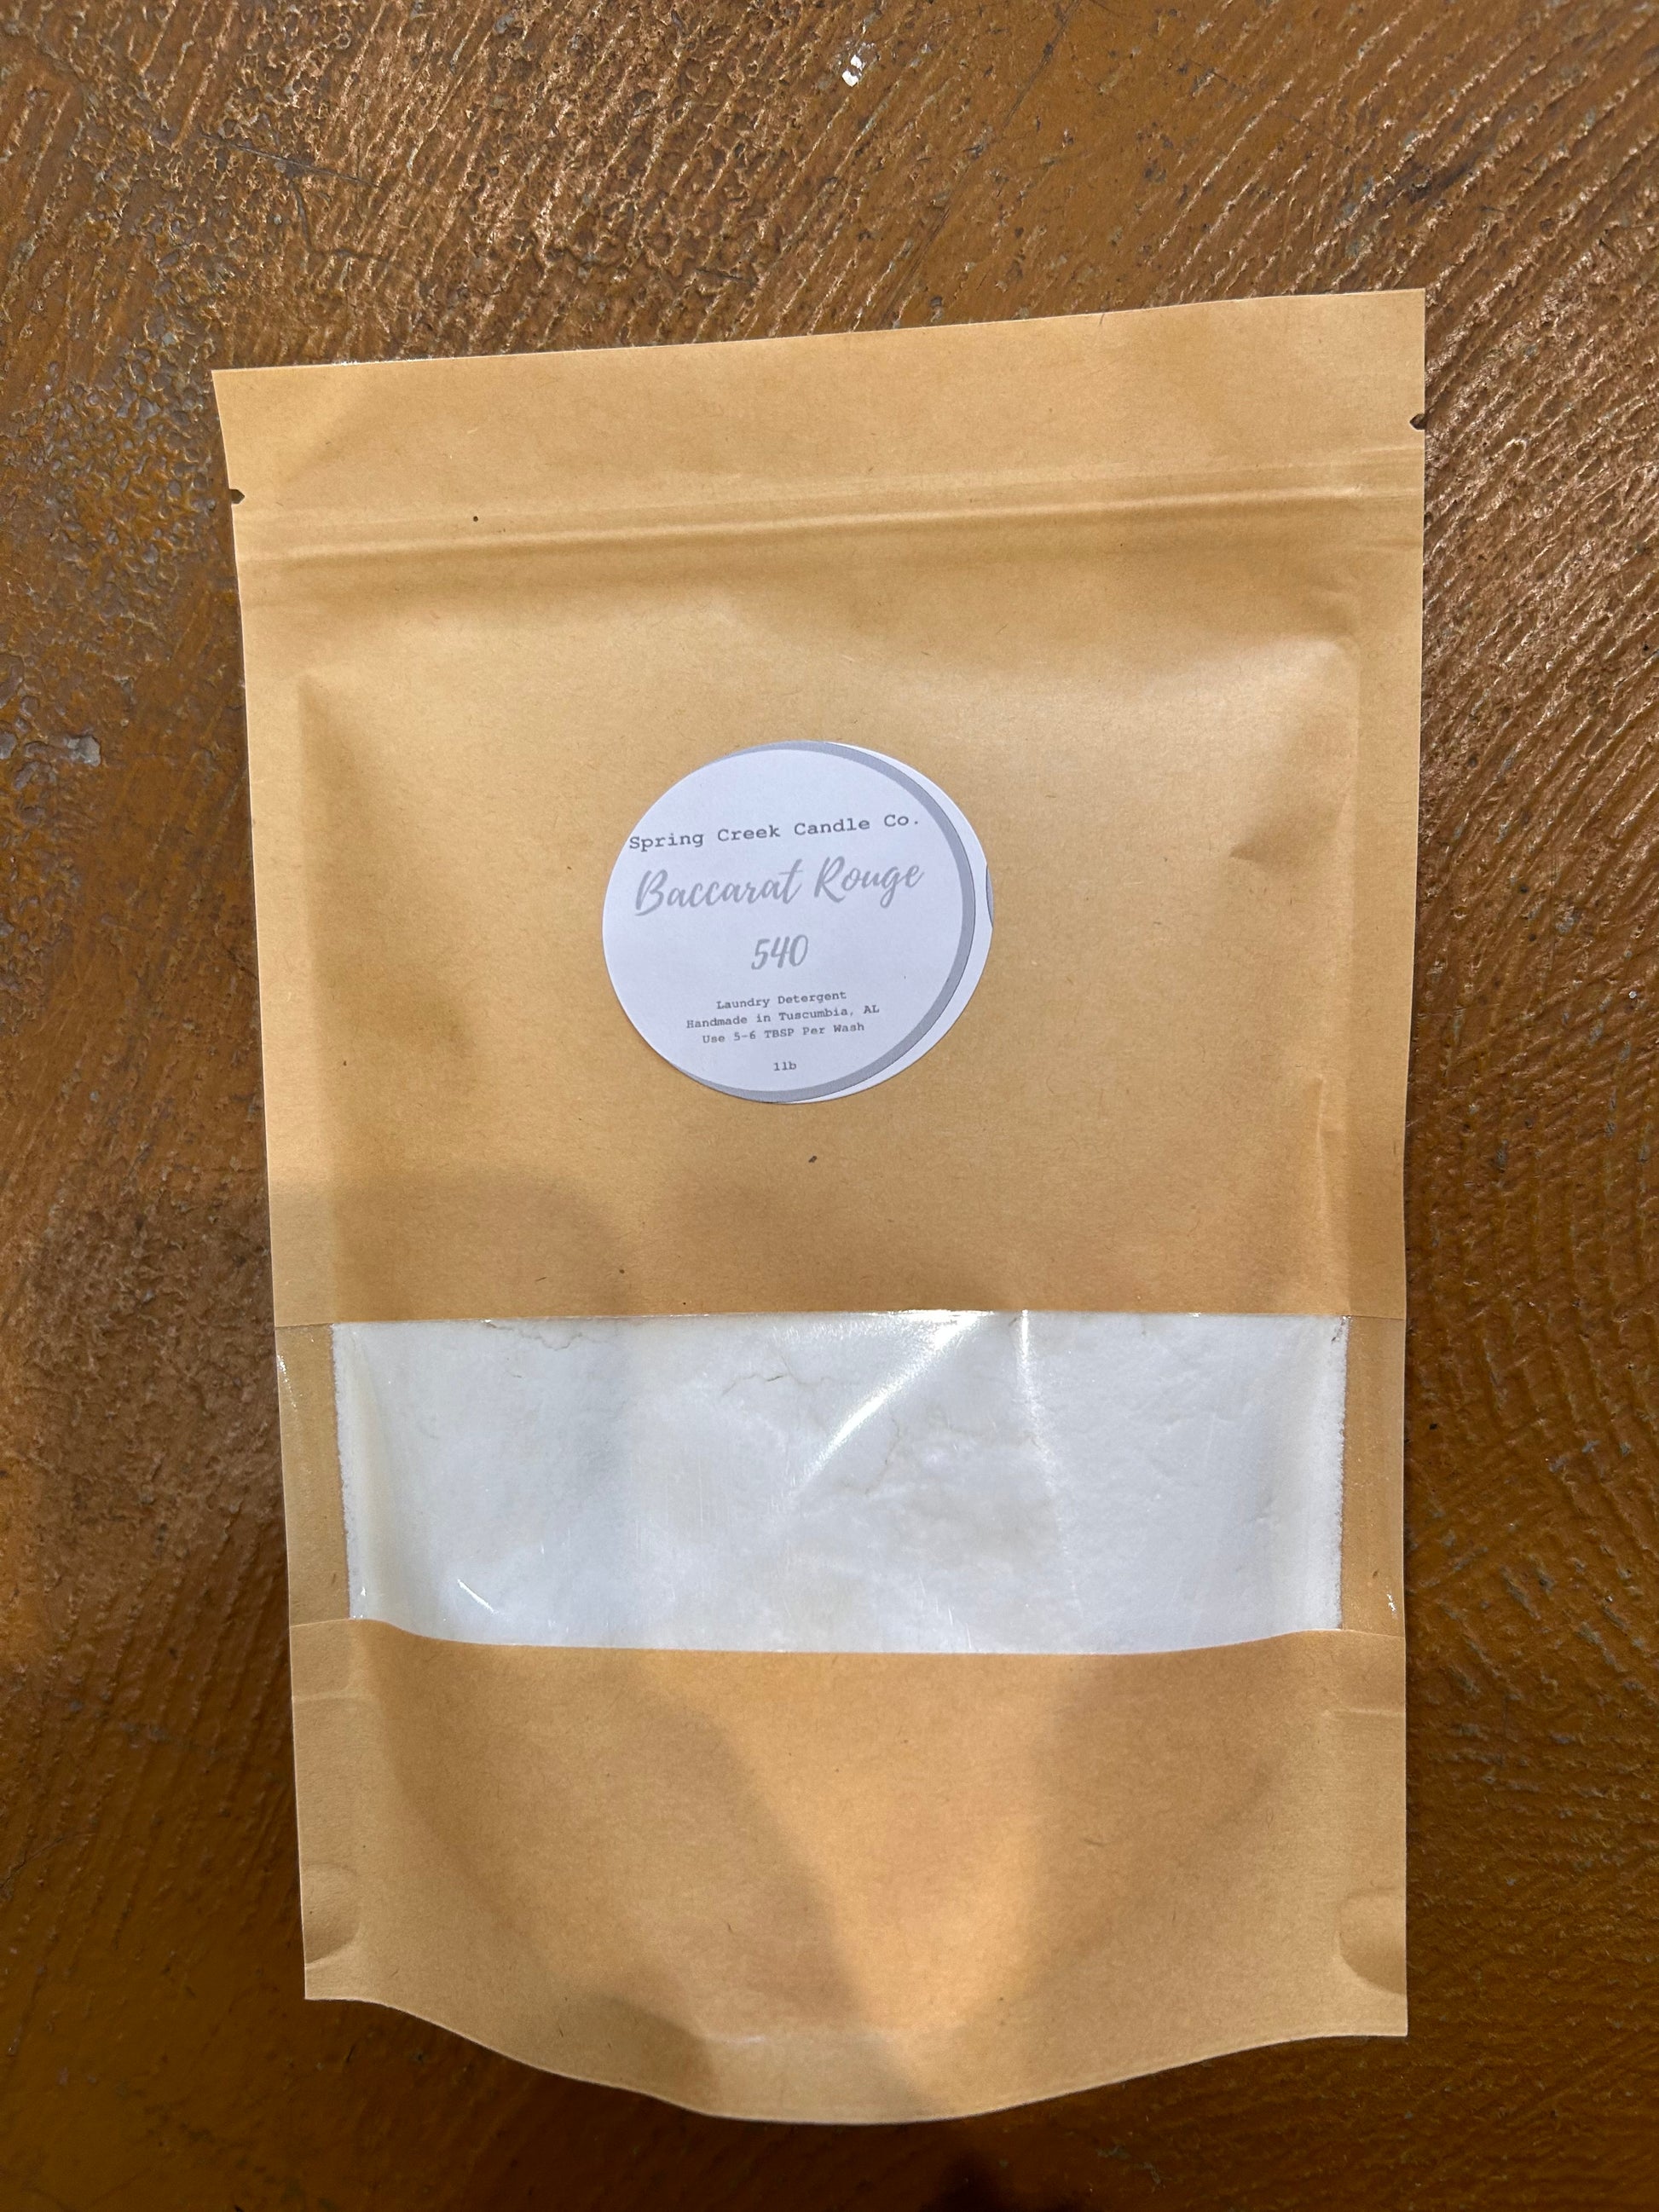 Spring Creek Candle Co.
Baccarat Rouge
540
Laundry Detergent
Handmade in Tuscumbia, AL
Use 5-6 TBSP Per Wash
1lb